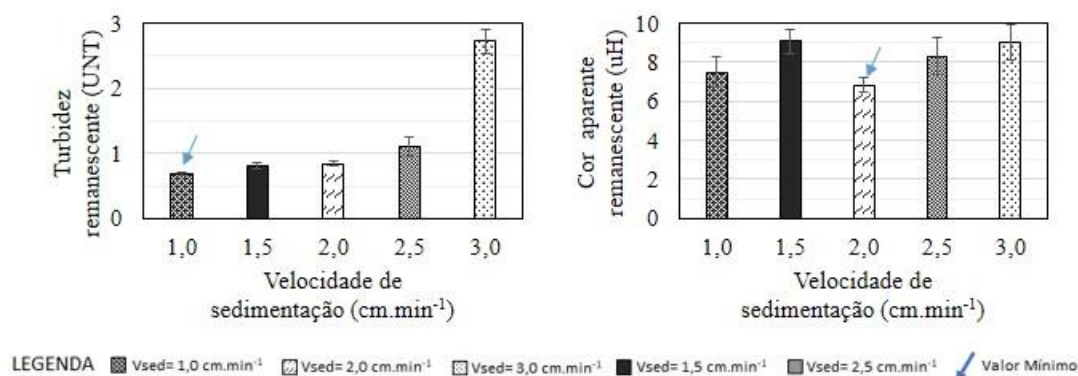 Turbidez
remanescente (UNT)
3
2
1
0
1,0 1,5 2,0 2,5 3,0
Velocidade de
sedimentação (cm.min⁻¹)
Cor aparente
remanescente (uH)
10
8
6
4
2
0
1,0 1,5 2,0 2,5 3,0
Velocidade de
sedimentação (cm.min⁻¹)
LEGENDA Vsed= 1,0 cm.min⁻¹ Vsed= 2,0 cm.min⁻¹ Vsed= 3,0 cm.min⁻¹ Vsed= 1,5 cm.min⁻¹ Vsed= 2,5 cm.min⁻¹ Valor Mínimo